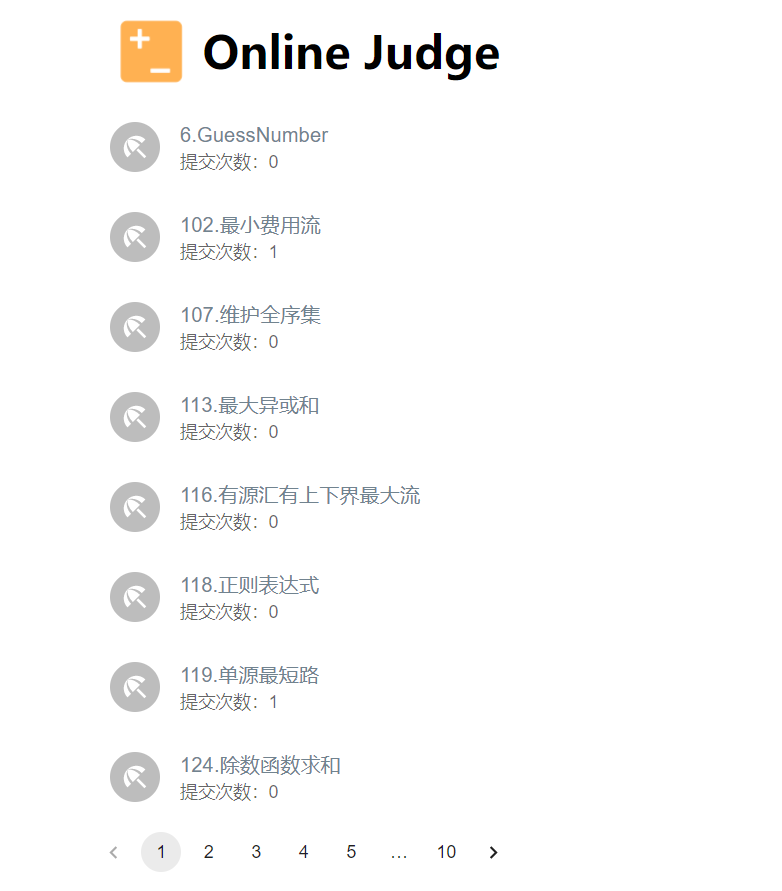 Online Judge
6.GuessNumber
提交次数：0
102.最小费用流
提交次数：1
107.维护全序集
提交次数：0
113.最大异或和
提交次数：0
116.有源汇有上下界最大流
提交次数：0
118.正则表达式
提交次数：0
119.单源最短路
提交次数：1
124.除数函数求和
提交次数：0
1 2 3 4 5 … 10